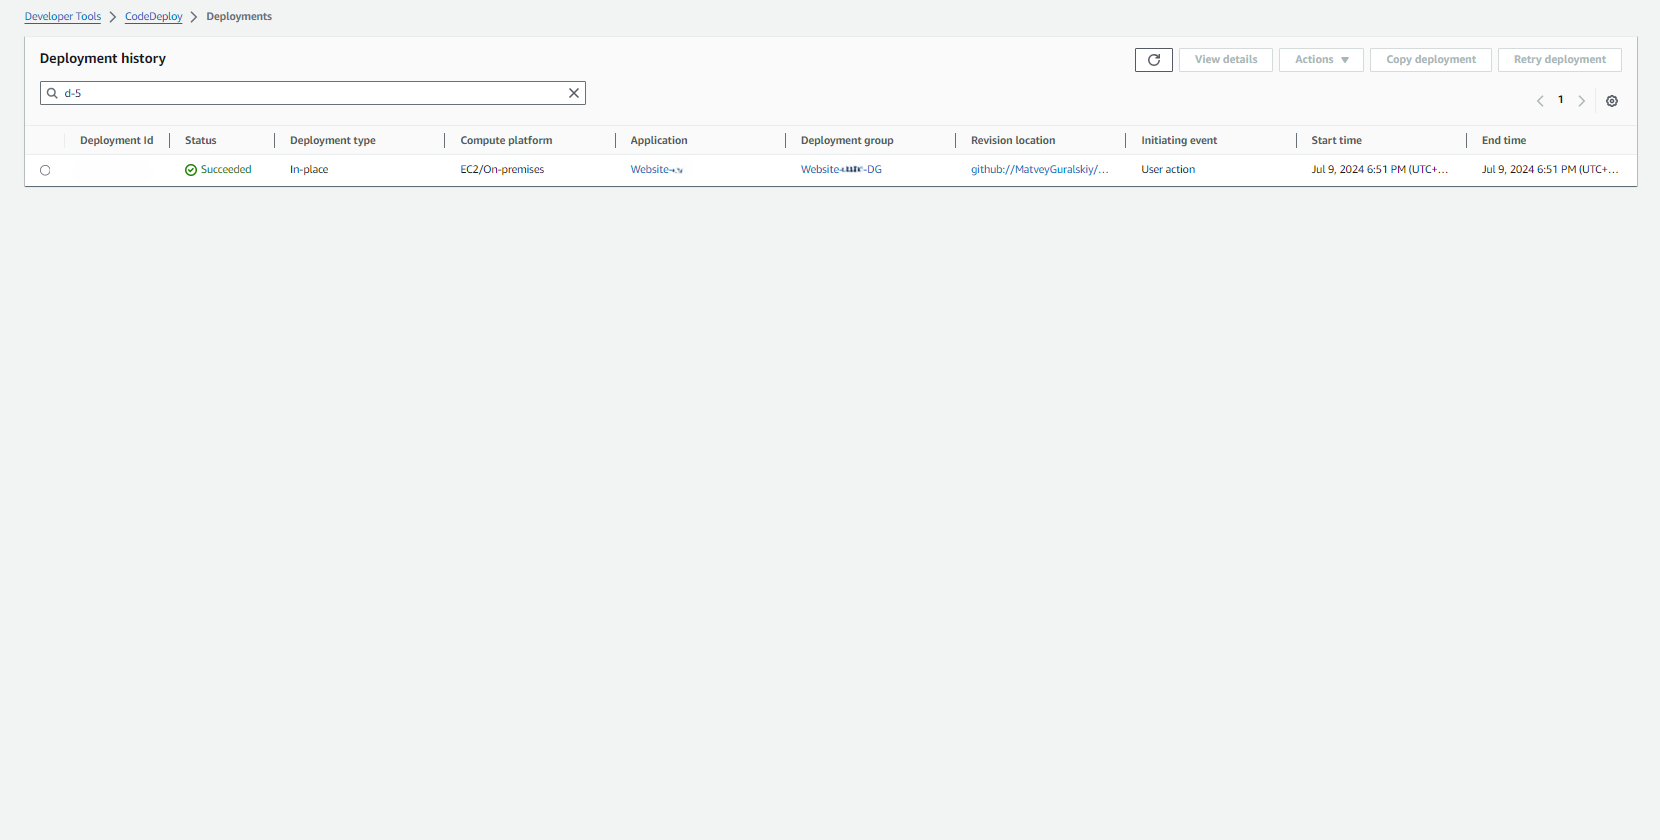 Developer Tools > CodeDeploy > Deployments
Deployment history
View details Actions Copy deployment Retry deployment
d-5
1
Deployment Id Status Deployment type Compute platform Application Deployment group Revision location Initiating event Start time End time
Succeeded In-place EC2/On-premises Website- Website- -DG github://MatveyGuralskiy/... User action Jul 9, 2024 6:51 PM (UTC+... Jul 9, 2024 6:51 PM (UTC+...